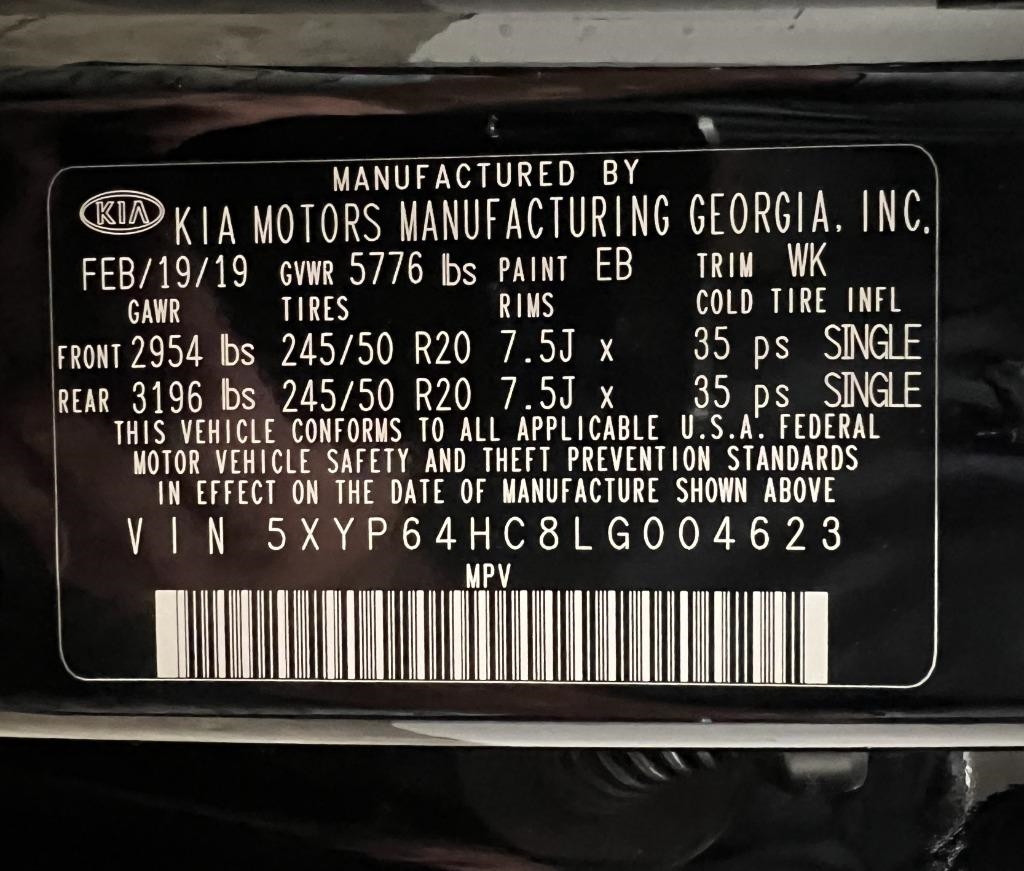 MANUFACTURED BY
KIA KIA MOTORS MANUFACTURING GEORGIA, INC.
FEB/19/19 GVWR 5776 lbs PAINT EB TRIM WK
GAWR TIRES RIMS COLD TIRE INFL
FRONT 2954 lbs 245/50 R20 7.5J x 35 ps SINGLE
REAR 3196 lbs 245/50 R20 7.5J x 35 ps SINGLE
THIS VEHICLE CONFORMS TO ALL APPLICABLE U.S.A. FEDERAL
MOTOR VEHICLE SAFETY AND THEFT PREVENTION STANDARDS
IN EFFECT ON THE DATE OF MANUFACTURE SHOWN ABOVE
VIN 5XYP64HC8LG004623
MPV